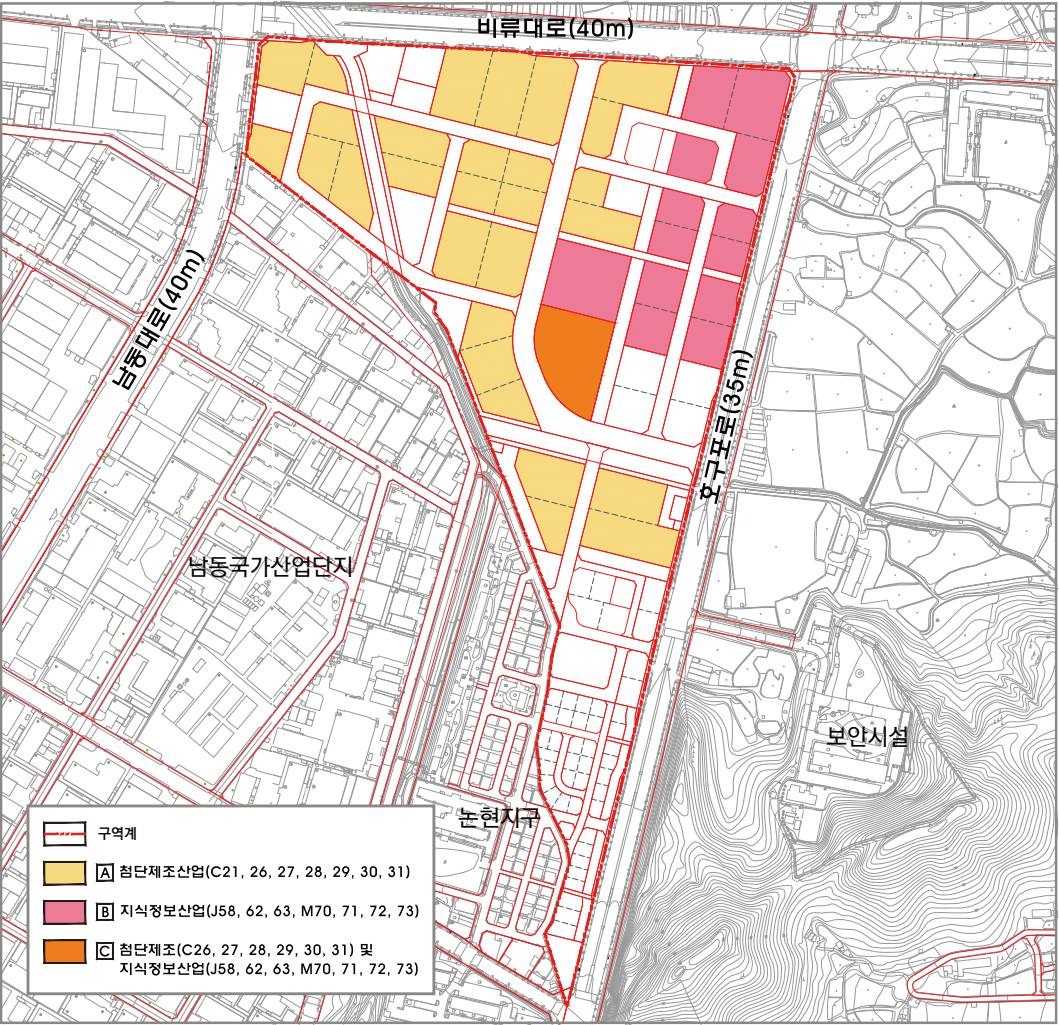 비류대로(40m)
남동대로(40m)
호구포로(35m)
남동국가산업단지
보안시설
논현지구
구역계
A 첨단제조산업(C21, 26, 27, 28, 29, 30, 31)
B 지식정보산업(J58, 62, 63, M70, 71, 72, 73)
C 첨단제조(C26, 27, 28, 29, 30, 31) 및
지식정보산업(J58, 62, 63, M70, 71, 72, 73)